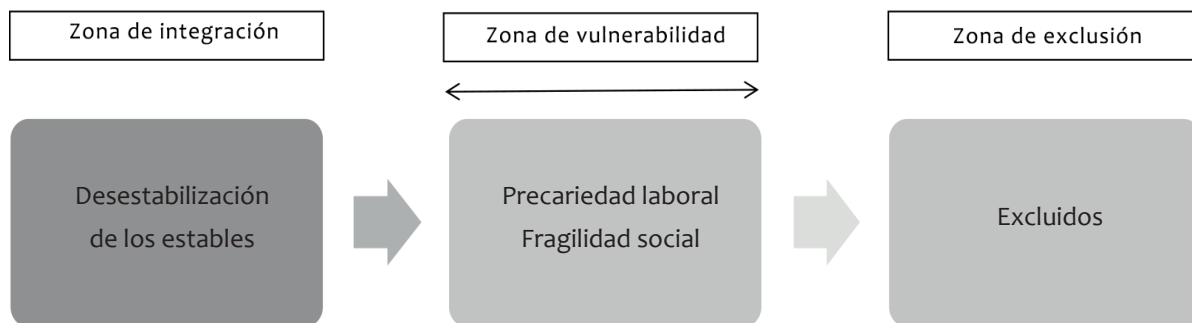 Zona de integración
Zona de vulnerabilidad
Zona de exclusión
Desestabilización
de los estables
Precariedad laboral
Fragilidad social
Excluidos